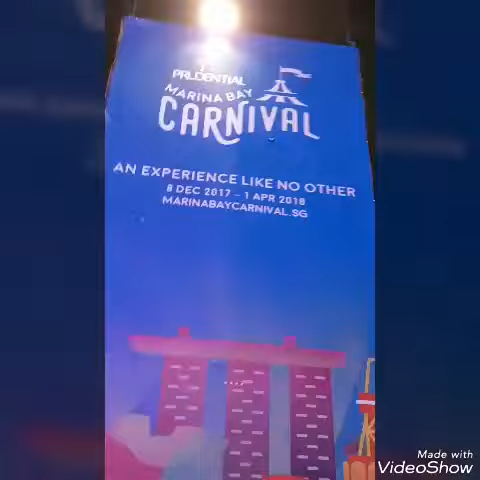 PRUDENTIAL
MARINA BAY
CARNIVAL
AN EXPERIENCE LIKE NO OTHER
8 DEC 2017 - 1 APR 2018
MARINABAYCARNIVAL.SG
Made with
VideoShow